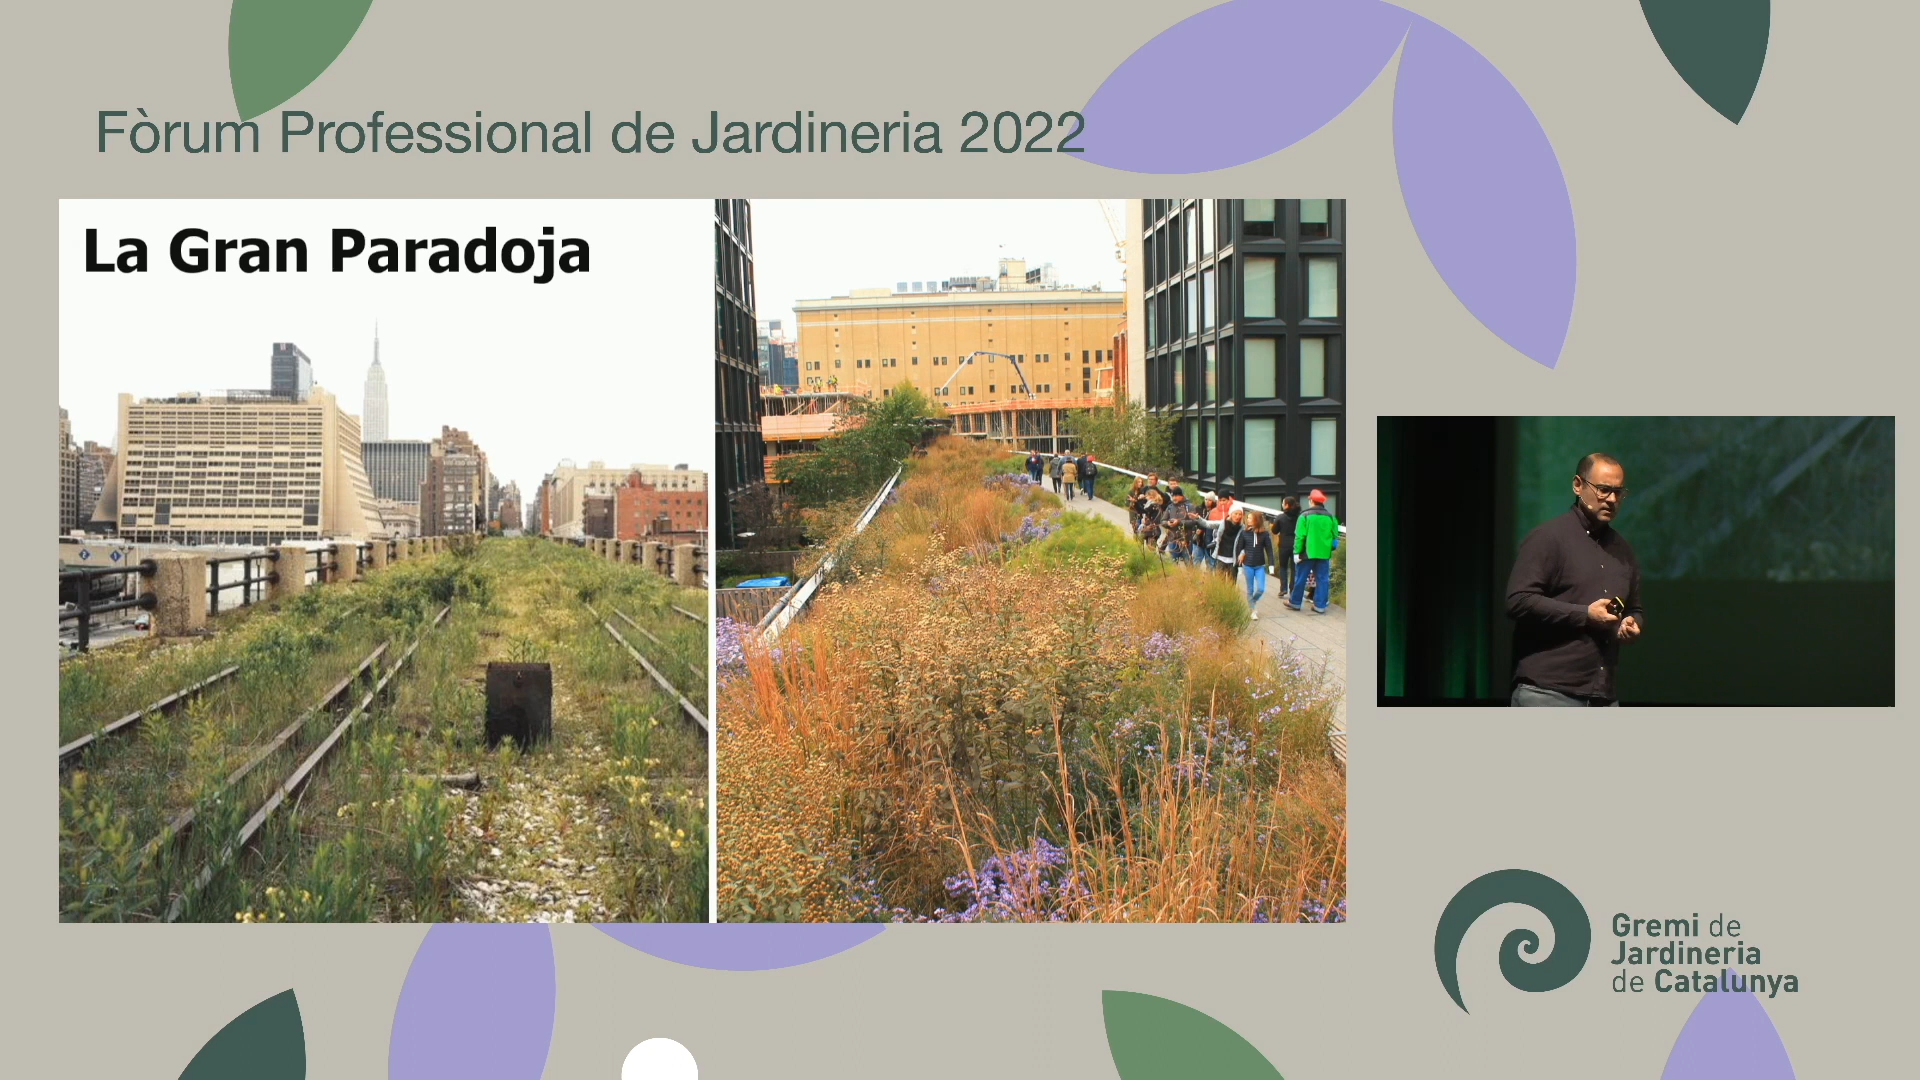 Fòrum Professional de Jardineria 2022
La Gran Paradoja
Gremi de
Jardineria
de Catalunya